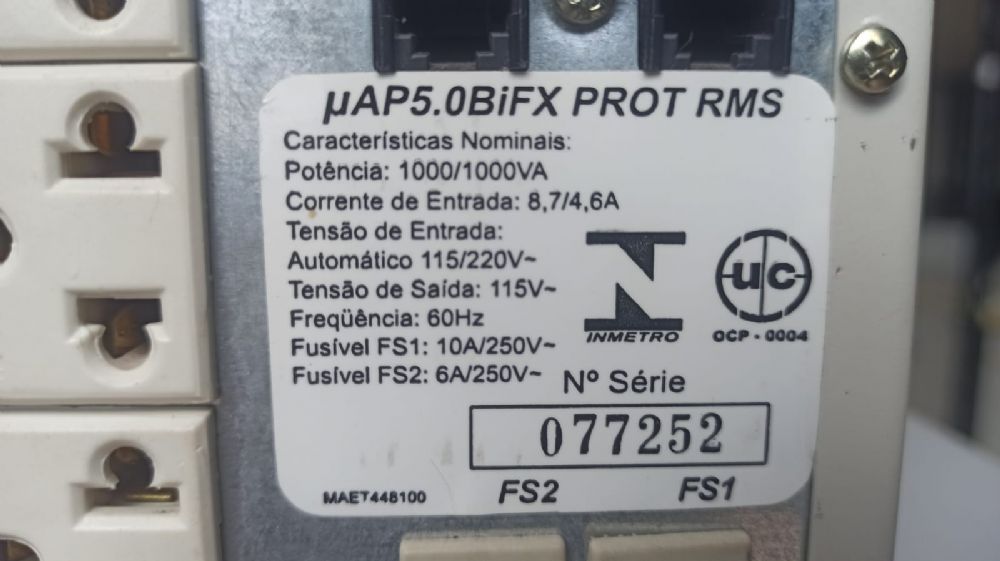 µAP5.0BiFX PROT RMS
Características Nominais:
Potência: 1000/1000VA
Corrente de Entrada: 8,7/4,6A
Tensão de Entrada:
Automático 115/220V~
Tensão de Saída: 115V~
Freqüência: 60Hz
Fusível FS1: 10A/250V~
Fusível FS2: 6A/250V~
INMETRO
uc
OCP - 0004
Nº Série
077252
MAET448100
FS2
FS1